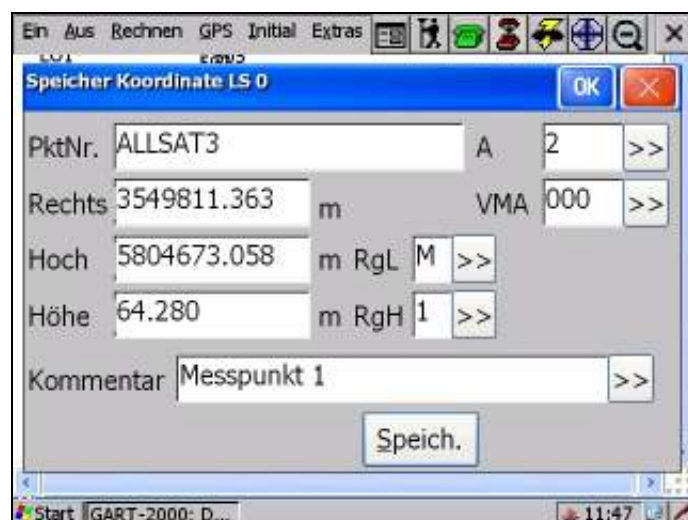 Ein Aus Rechnen GPS Initial Extras
Speicher Koordinate LS 0 OK
PktNr. ALLSAT3 A 2 >>
Rechts 3549811.363 m VMA 000 >>
Hoch 5804673.058 m RgL M >>
Höhe 64.280 m RgH 1 >>
Kommentar Messpunkt 1 >>
Speich.
Start GART-2000: D... 11:47